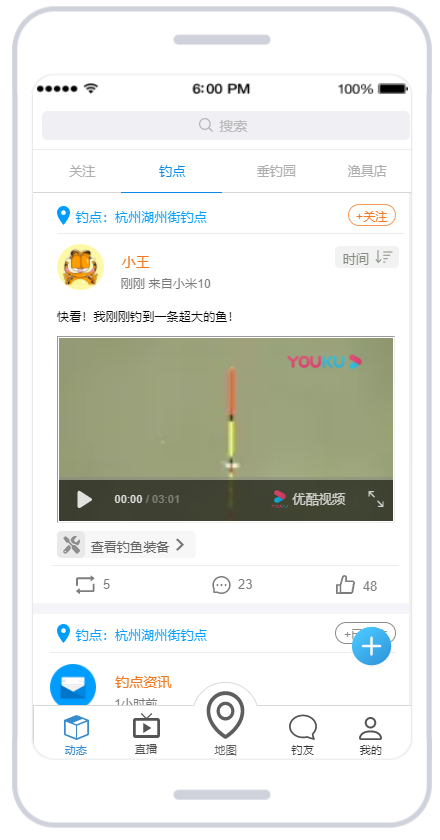 6:00 PM 100%
搜索
关注 钓点 垂钓园 渔具店
钓点：杭州湖州街钓点 +关注
小王
时间
刚刚 来自小米10
快看！我刚刚钓到一条超大的鱼！
YOUKU
00:00 / 03:01 优酷视频
查看钓鱼装备
5 23 48
钓点：杭州湖州街钓点
钓点资讯
1小时前
动态 直播 地图 钓友 我的